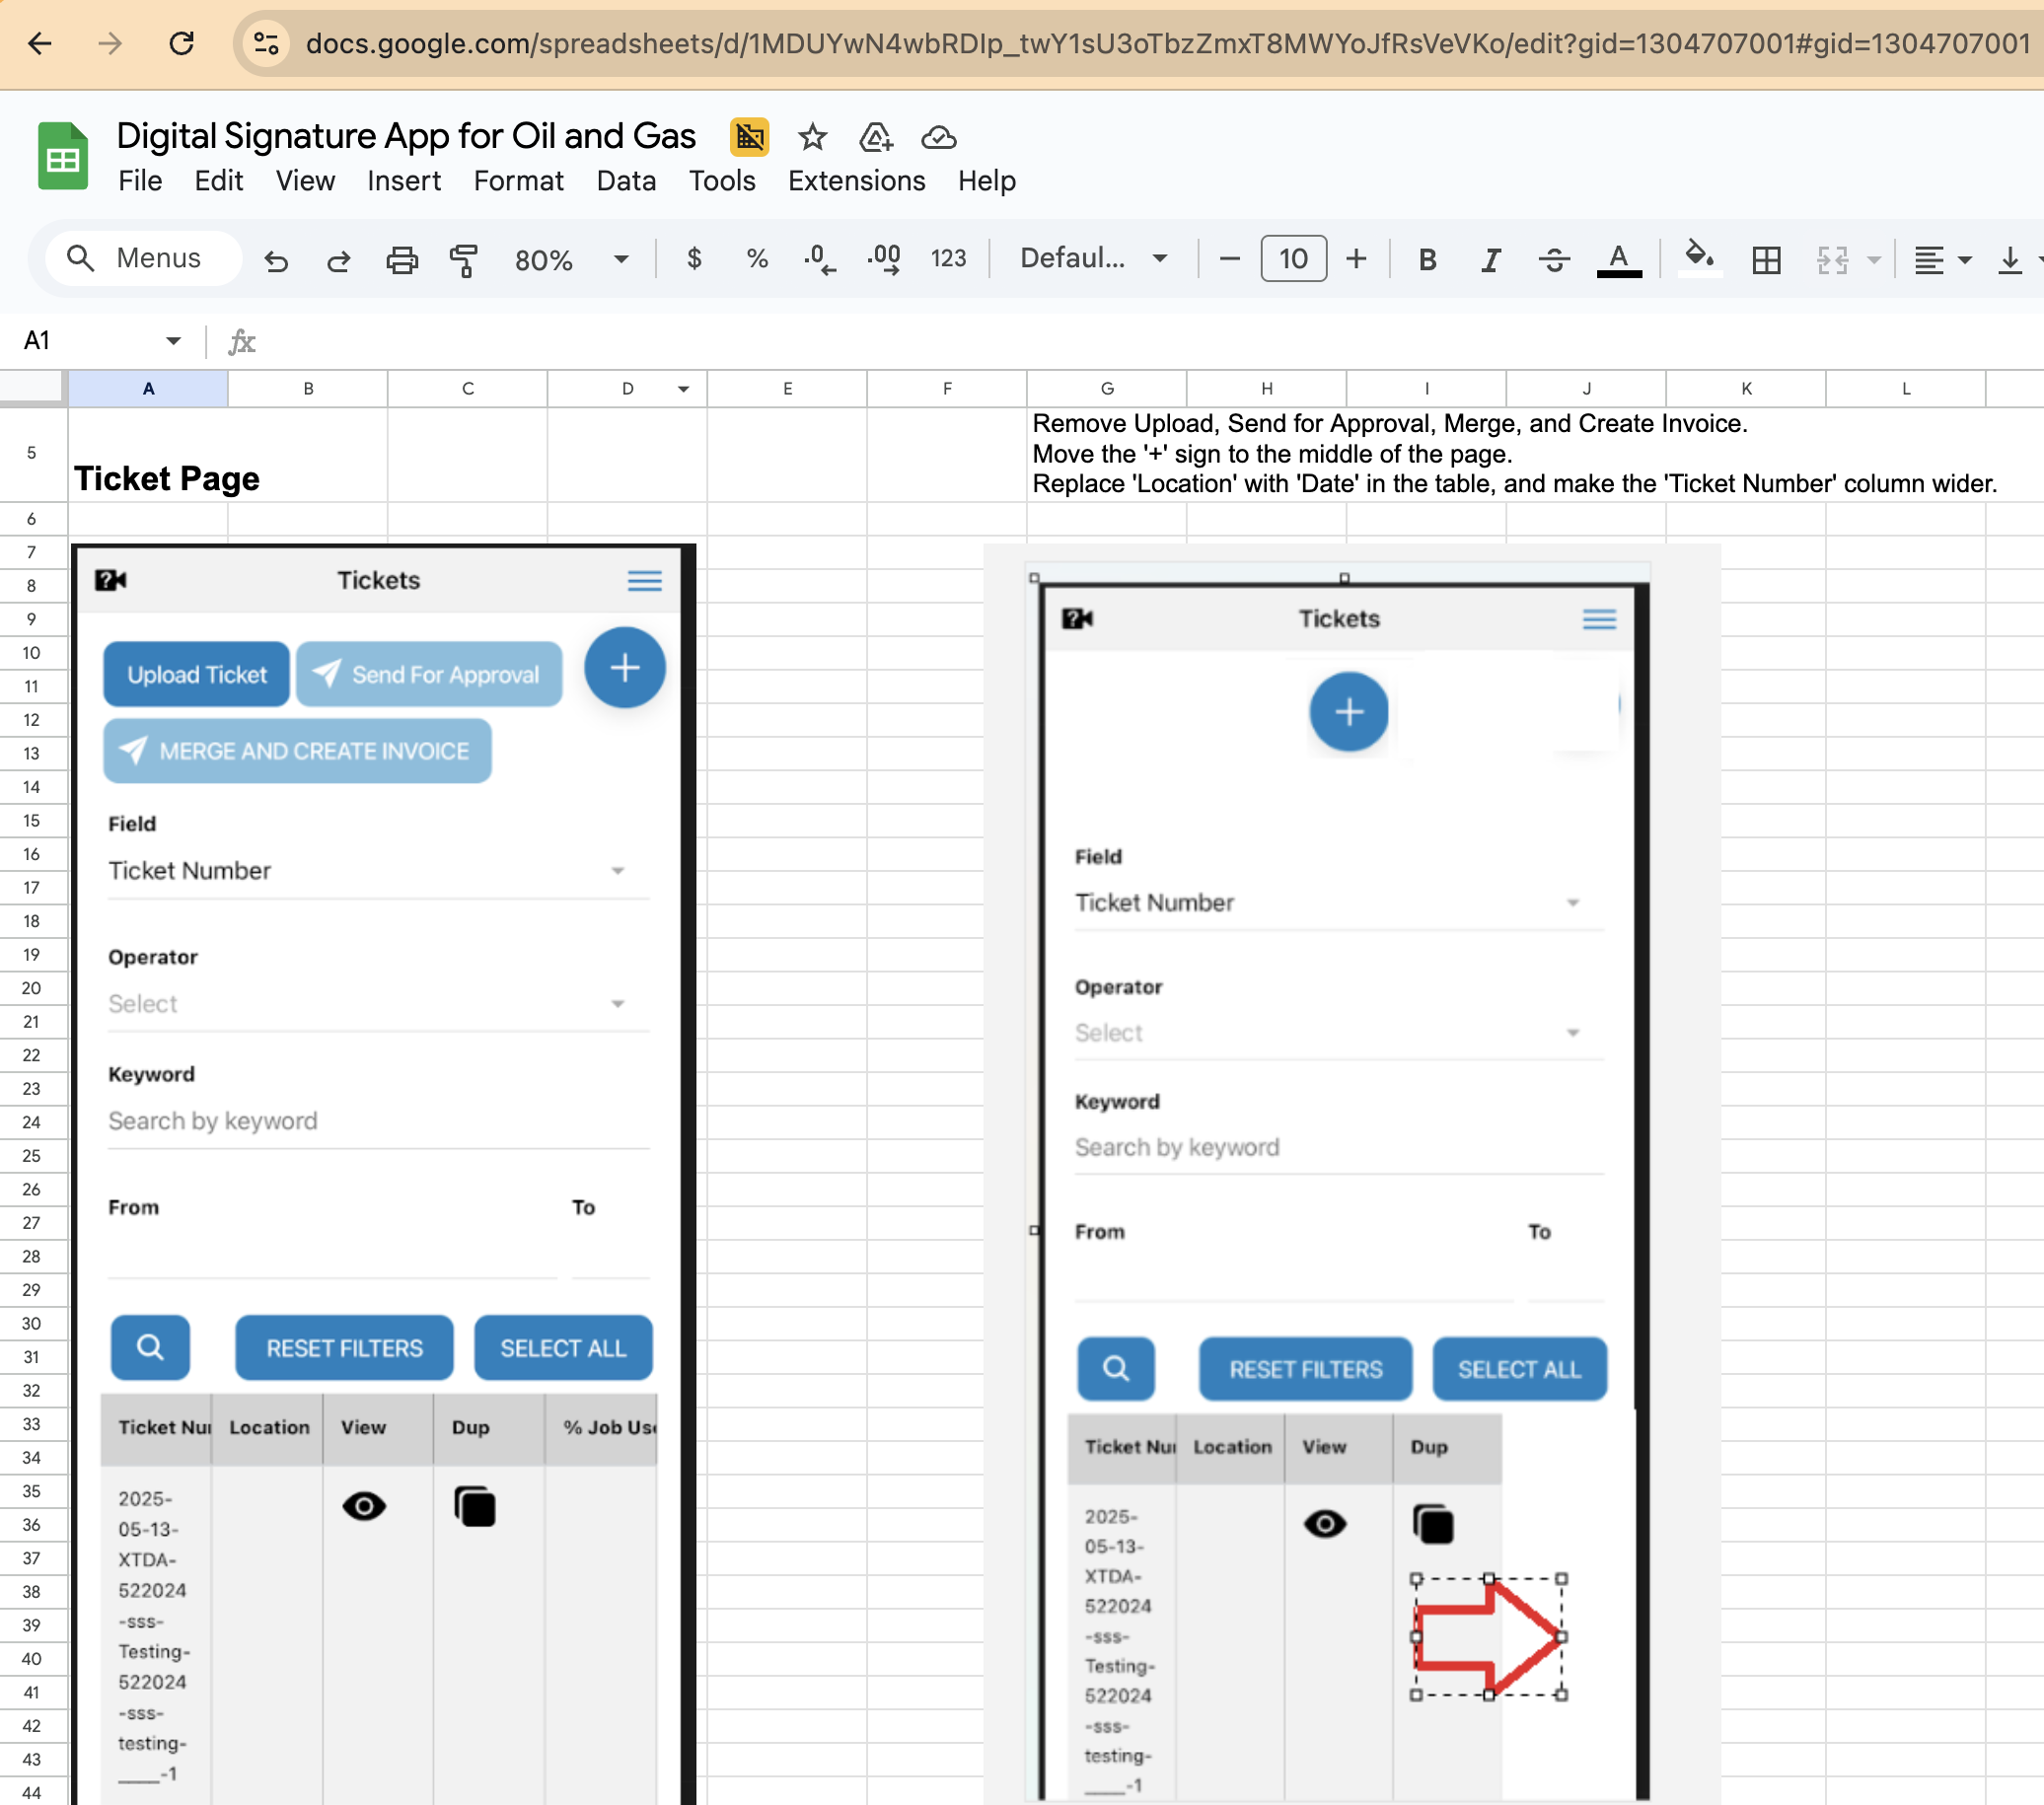 docs.google.com/spreadsheets/d/1MDUYwN4wbRDIp_twY1sU3oTbzZmxT8MWYoJfRsVeVKo/edit?gid=1304707001#gid=1304707001
Digital Signature App for Oil and Gas
File Edit View Insert Format Data Tools Extensions Help
Menus 80% $ % .0 .00 123 Defaul... 10 B I A
A1 fx
A B C D E F G H I J K L
5
Ticket Page
Remove Upload, Send for Approval, Merge, and Create Invoice.
Move the '+' sign to the middle of the page.
Replace 'Location' with 'Date' in the table, and make the 'Ticket Number' column wider.
6
7
8
9
10
11
12
13
14
15
16
17
18
19
20
21
22
23
24
25
26
27
28
29
30
31
32
33
34
35
36
37
38
39
40
41
42
43
44
Tickets
Upload Ticket Send For Approval +
MERGE AND CREATE INVOICE
Field
Ticket Number
Operator
Select
Keyword
Search by keyword
From To
RESET FILTERS SELECT ALL
Ticket Nu Location View Dup % Job Us
2025-
05-13-
XTDA-
522024
-sss-
Testing-
522024
-sss-
testing-
____-1
Tickets
+
Field
Ticket Number
Operator
Select
Keyword
Search by keyword
From To
RESET FILTERS SELECT ALL
Ticket Nu Location View Dup
2025-
05-13-
XTDA-
522024
-sss-
Testing-
522024
-sss-
testing-
____-1